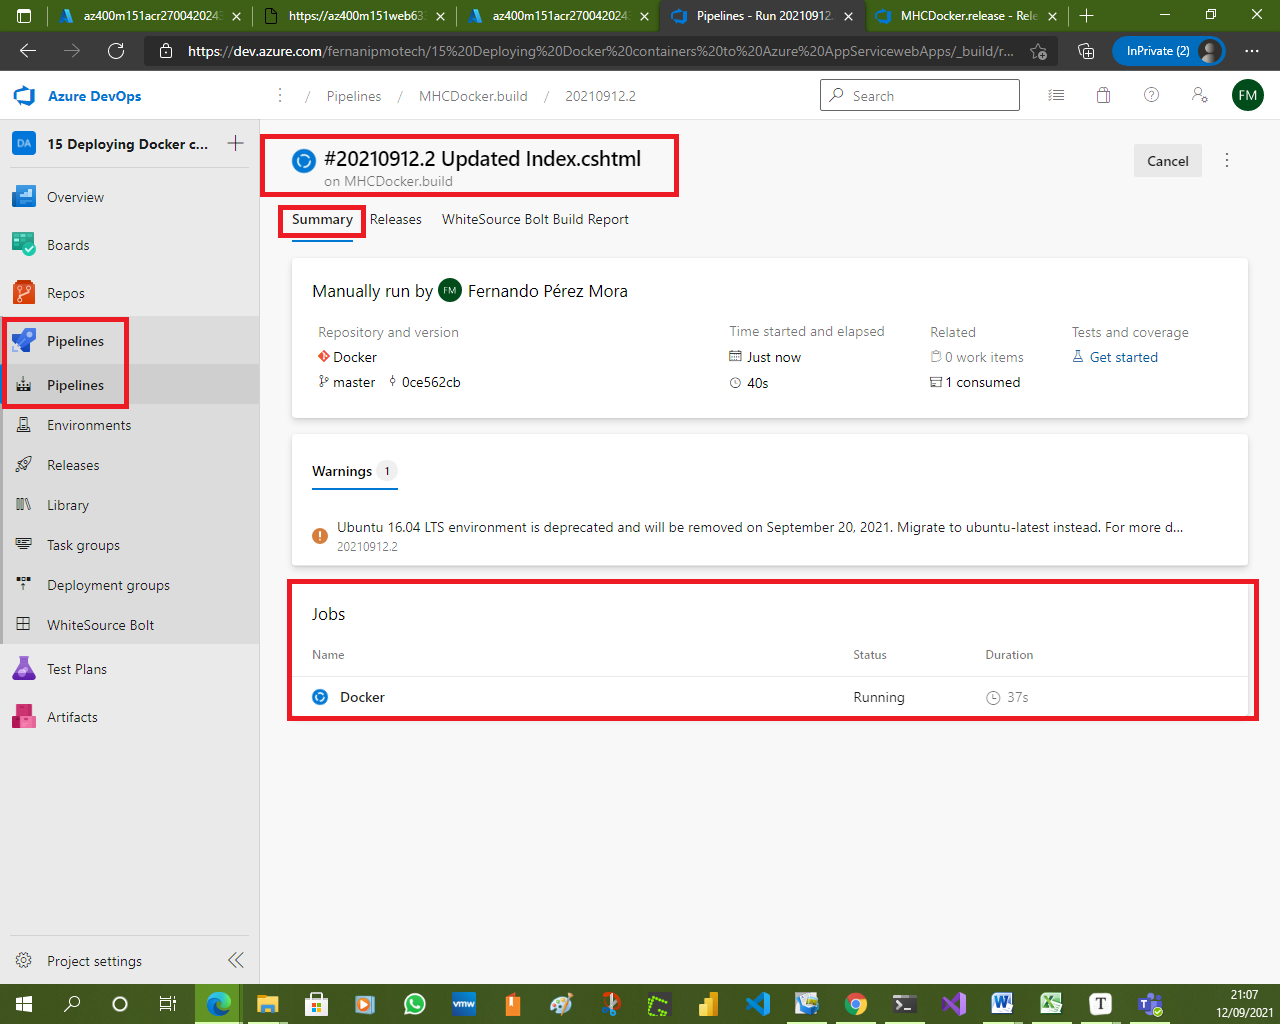 az400m151acr2700420243
https://az400m151web633
az400m151acr270042024
Pipelines - Run 20210912.
MHCDocker.release - Rele
https://dev.azure.com/fernanipmotech/15%20Deploying%20Docker%20containers%20to%20Azure%20AppServicewebApps/_build/r...
InPrivate (2)
Azure DevOps
/ Pipelines / MHCDocker.build / 20210912.2
Search
FM
DA 15 Deploying Docker c...
Overview
Boards
Repos
Pipelines
Pipelines
Environments
Releases
Library
Task groups
Deployment groups
WhiteSource Bolt
Test Plans
Artifacts
Project settings
#20210912.2 Updated Index.cshtml
on MHCDocker.build
Cancel
Summary Releases WhiteSource Bolt Build Report
Manually run by FM Fernando Pérez Mora
Repository and version
Docker
master 0ce562cb
Time started and elapsed
Just now
40s
Related
0 work items
1 consumed
Tests and coverage
Get started
Warnings 1
Ubuntu 16.04 LTS environment is deprecated and will be removed on September 20, 2021. Migrate to ubuntu-latest instead. For more d...
20210912.2
Jobs
Name Status Duration
Docker Running 37s
vmw
21:07
12/09/2021